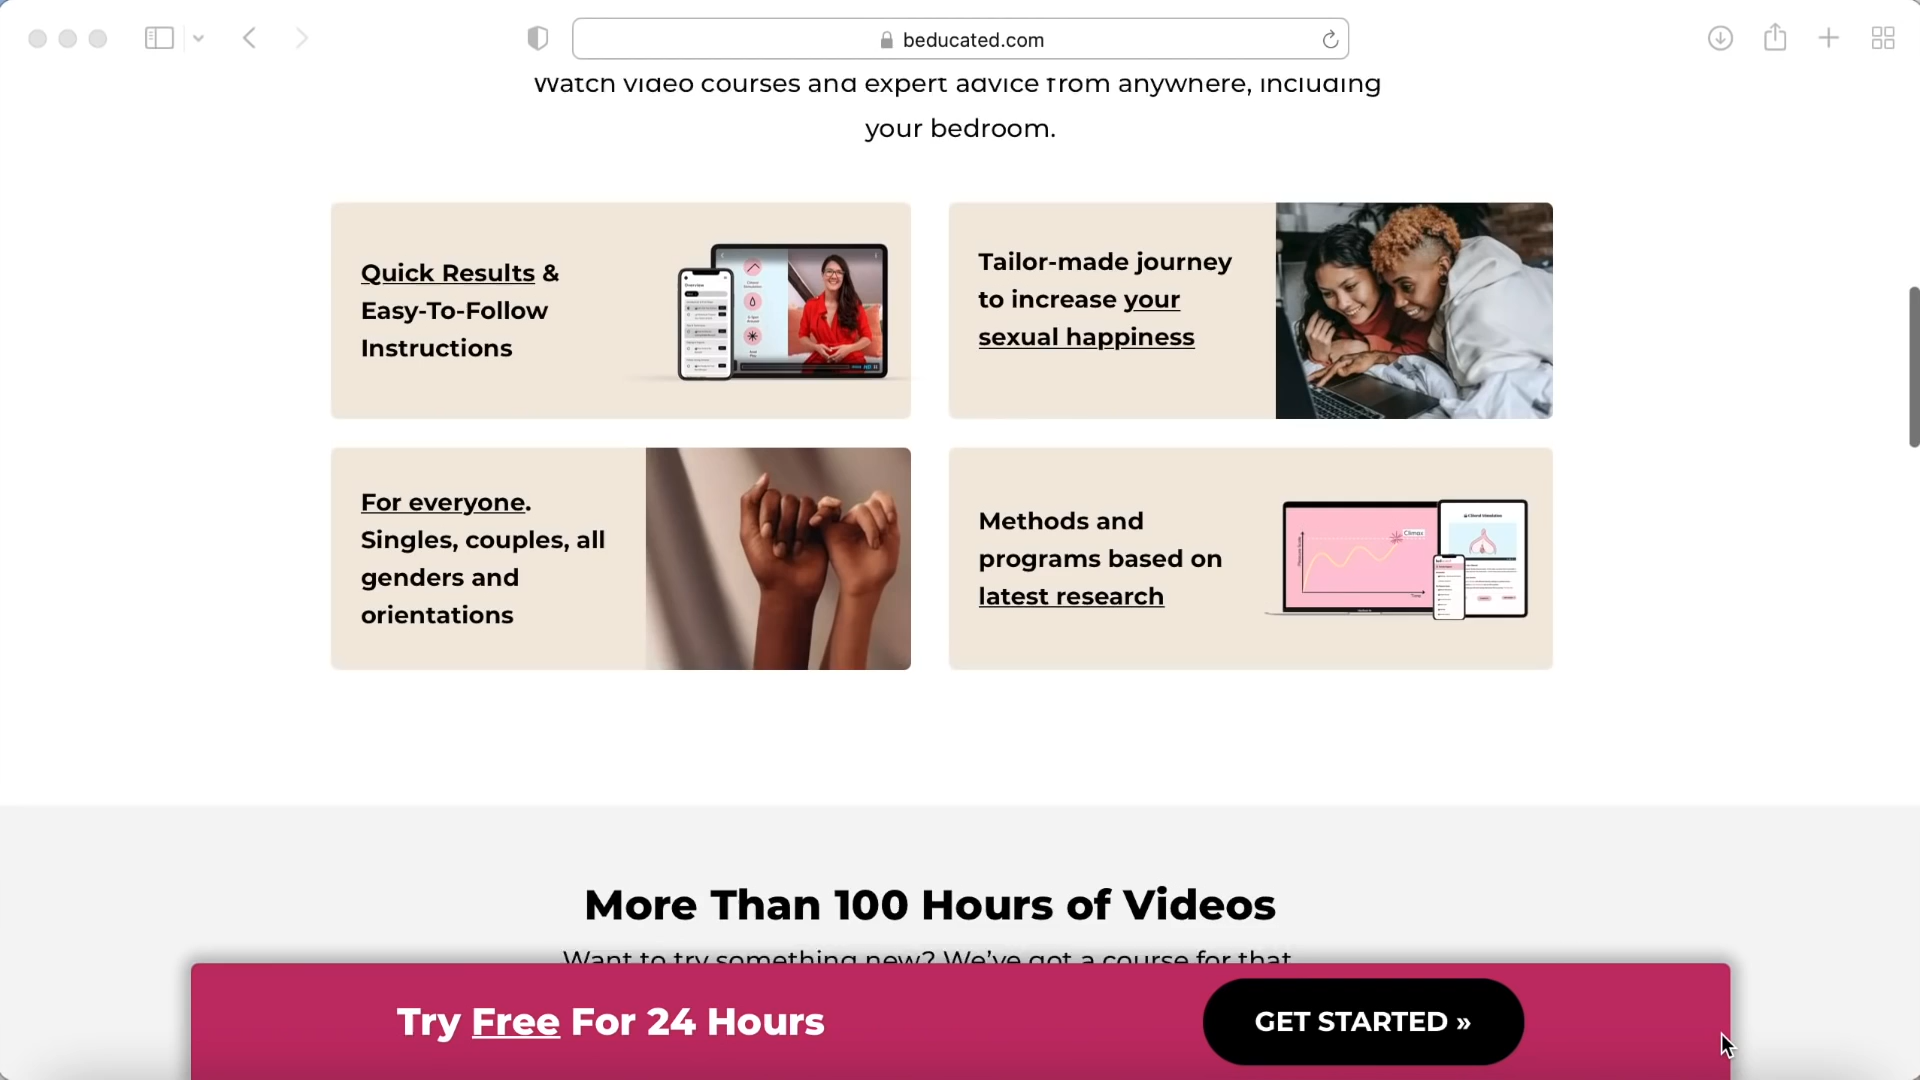 beducated.com
Watch video courses and expert advice from anywhere, including
your bedroom.
Quick Results &
Easy-To-Follow
Instructions
Tailor-made journey
to increase your
sexual happiness
For everyone.
Singles, couples, all
genders and
orientations
Methods and
programs based on
latest research
Climax
Time
More Than 100 Hours of Videos
Want to try something new? We've got a course for that
Try Free For 24 Hours
GET STARTED »